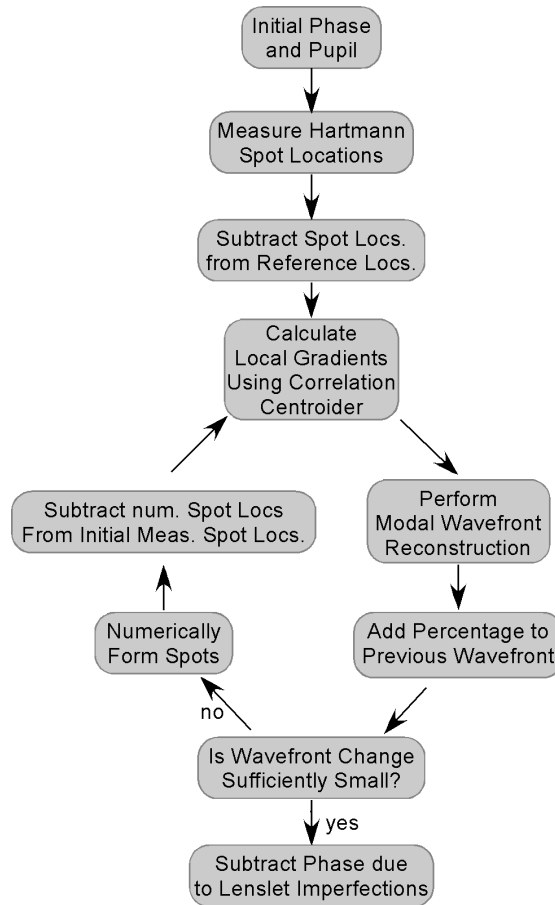 Initial Phase
and Pupil
Measure Hartmann
Spot Locations
Subtract Spot Locs.
from Reference Locs.
Calculate
Local Gradients
Using Correlation
Centroider
Perform
Modal Wavefront
Reconstruction
Add Percentage to
Previous Wavefront
Is Wavefront Change
Sufficiently Small?
no
Numerically
Form Spots
Subtract num. Spot Locs
From Initial Meas. Spot Locs.
yes
Subtract Phase due
to Lenslet Imperfections